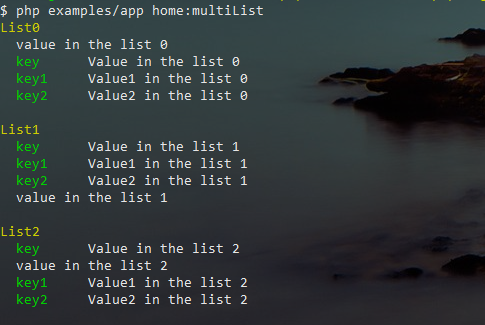 $ php examples/app home:multiList
List0
  value in the list 0
  key      Value in the list 0
  key1     Value1 in the list 0
  key2     Value2 in the list 0

List1
  key      Value in the list 1
  key1     Value1 in the list 1
  key2     Value2 in the list 1
  value in the list 1

List2
  key      Value in the list 2
  value in the list 2
  key1     Value1 in the list 2
  key2     Value2 in the list 2